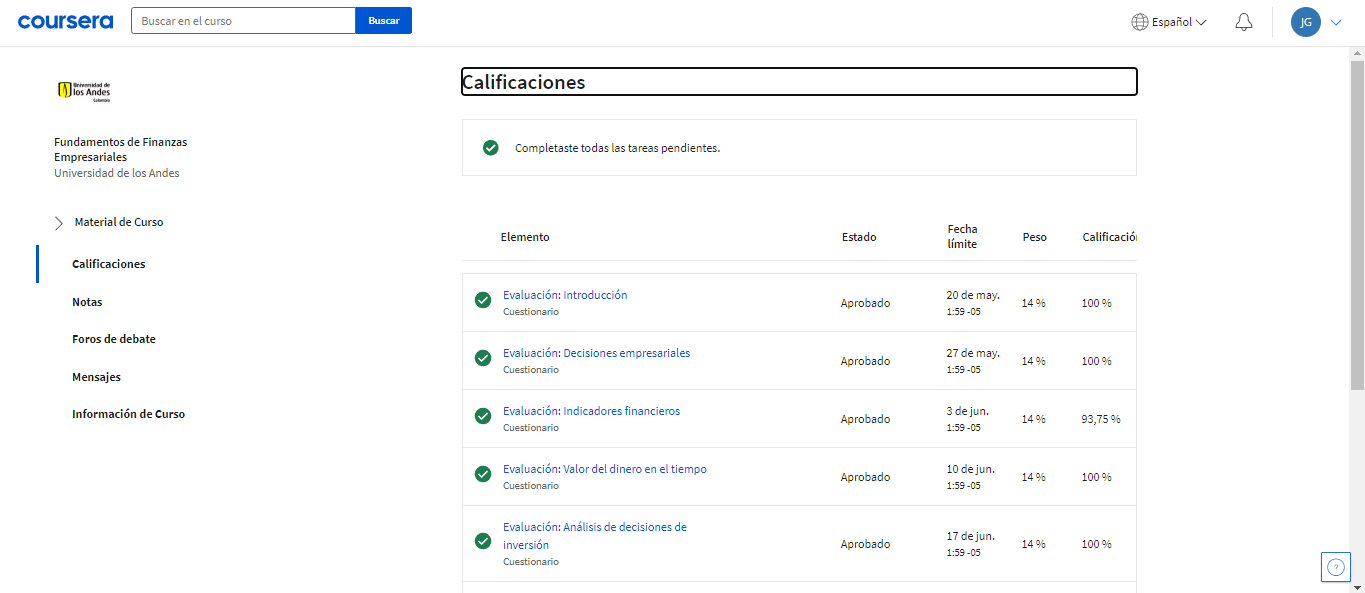 coursera
Buscar en el curso
Buscar
Español
JG
Universidad de
los Andes
Colombia
Fundamentos de Finanzas
Empresariales
Universidad de los Andes
Material de Curso
Calificaciones
Notas
Foros de debate
Mensajes
Información de Curso
Calificaciones
Completaste todas las tareas pendientes.
Elemento Estado Fecha límite Peso Calificación
Evaluación: Introducción
Cuestionario
Aprobado
20 de may.
1:59 -05
14 %
100 %
Evaluación: Decisiones empresariales
Cuestionario
Aprobado
27 de may.
1:59 -05
14 %
100 %
Evaluación: Indicadores financieros
Cuestionario
Aprobado
3 de jun.
1:59 -05
14 %
93,75 %
Evaluación: Valor del dinero en el tiempo
Cuestionario
Aprobado
10 de jun.
1:59 -05
14 %
100 %
Evaluación: Análisis de decisiones de
inversión
Cuestionario
Aprobado
17 de jun.
1:59 -05
14 %
100 %
?